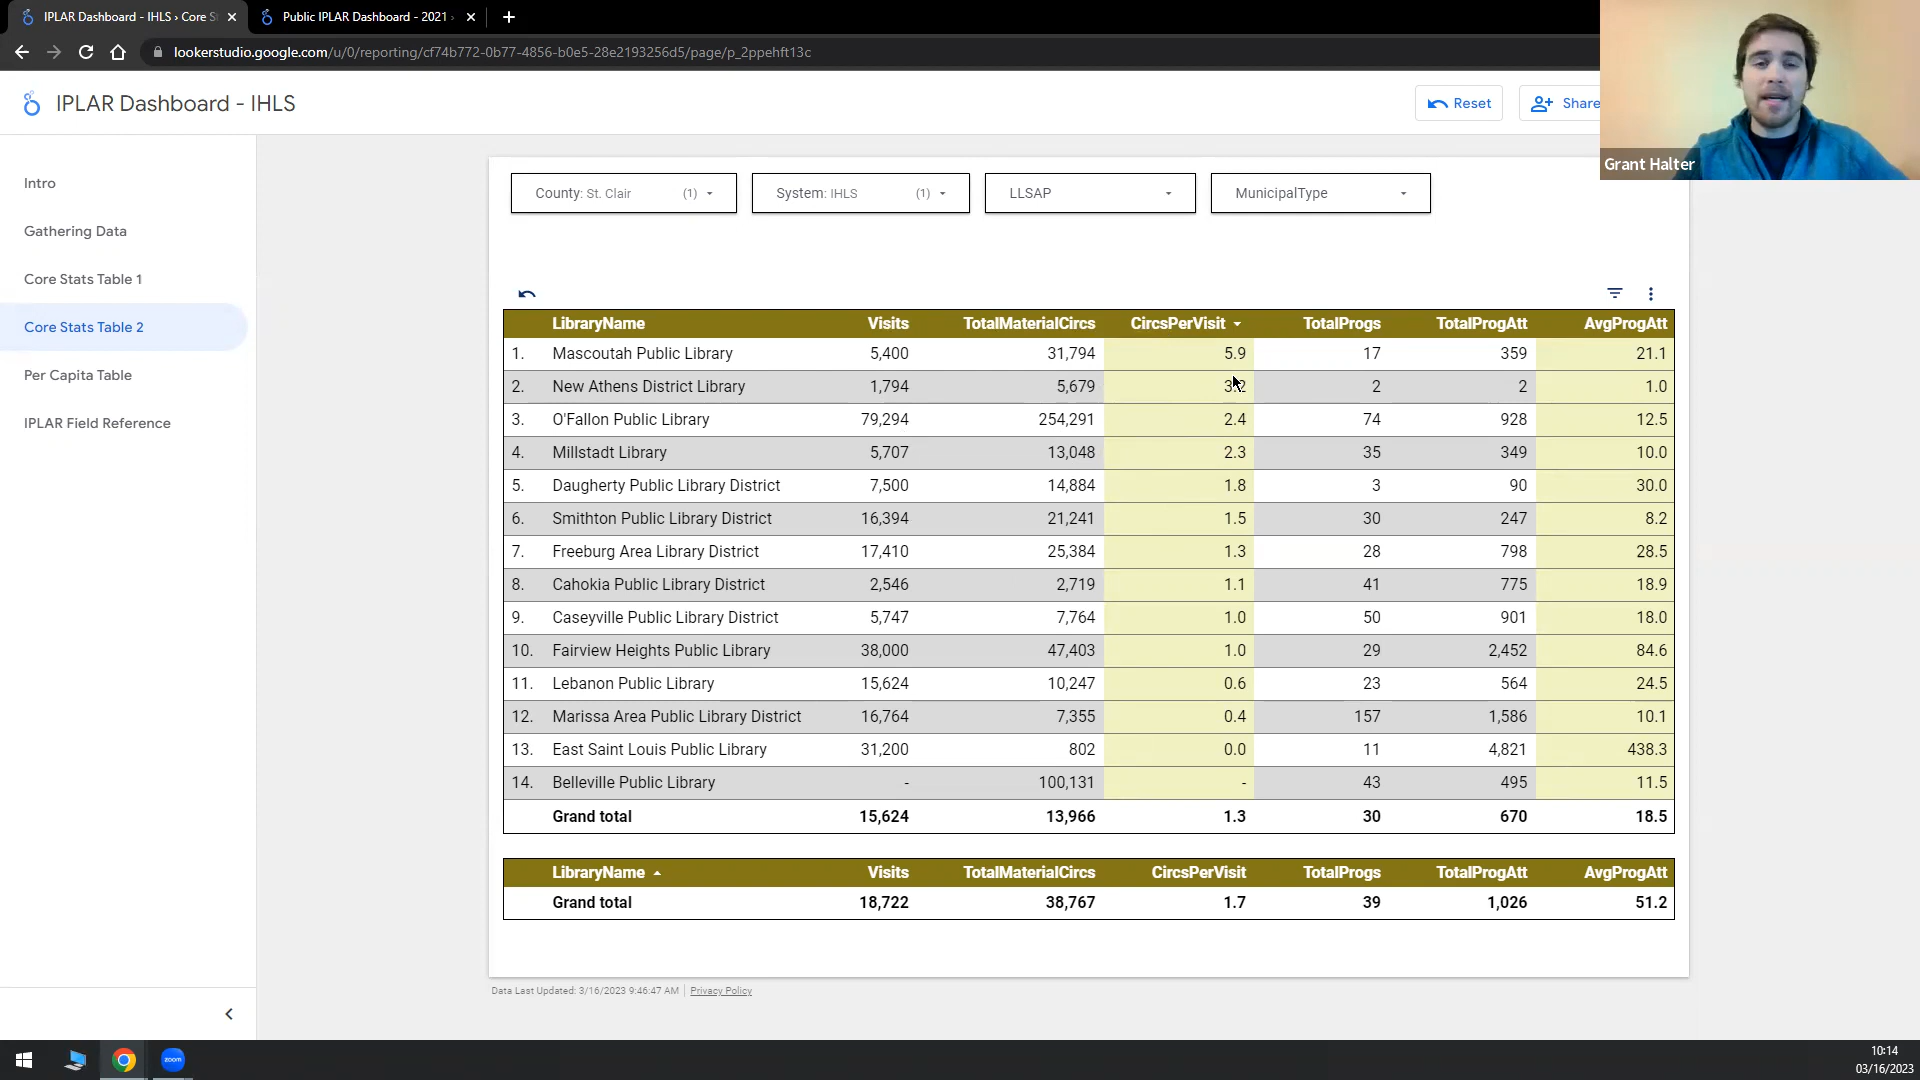 IPLAR Dashboard - IHLS › Core S
Public IPLAR Dashboard - 2021 ›
lookerstudio.google.com/u/0/reporting/cf74b772-0b77-4856-b0e5-28e2193256d5/page/p_2ppehft13c
IPLAR Dashboard - IHLS
Reset
Share
Grant Halter
Intro
Gathering Data
Core Stats Table 1
Core Stats Table 2
Per Capita Table
IPLAR Field Reference
County: St. Clair (1)
System: IHLS (1)
LLSAP
MunicipalType
LibraryName Visits TotalMaterialCircs CircsPerVisit TotalProgs TotalProgAtt AvgProgAtt
1. Mascoutah Public Library 5,400 31,794 5.9 17 359 21.1
2. New Athens District Library 1,794 5,679 3.2 2 2 1.0
3. O'Fallon Public Library 79,294 254,291 2.4 74 928 12.5
4. Millstadt Library 5,707 13,048 2.3 35 349 10.0
5. Daugherty Public Library District 7,500 14,884 1.8 3 90 30.0
6. Smithton Public Library District 16,394 21,241 1.5 30 247 8.2
7. Freeburg Area Library District 17,410 25,384 1.3 28 798 28.5
8. Cahokia Public Library District 2,546 2,719 1.1 41 775 18.9
9. Caseyville Public Library District 5,747 7,764 1.0 50 901 18.0
10. Fairview Heights Public Library 38,000 47,403 1.0 29 2,452 84.6
11. Lebanon Public Library 15,624 10,247 0.6 23 564 24.5
12. Marissa Area Public Library District 16,764 7,355 0.4 157 1,586 10.1
13. East Saint Louis Public Library 31,200 802 0.0 11 4,821 438.3
14. Belleville Public Library - 100,131 - 43 495 11.5
Grand total 15,624 13,966 1.3 30 670 18.5
LibraryName Visits TotalMaterialCircs CircsPerVisit TotalProgs TotalProgAtt AvgProgAtt
Grand total 18,722 38,767 1.7 39 1,026 51.2
Data Last Updated: 3/16/2023 9:46:47 AM
Privacy Policy
zoom
10:14
03/16/2023